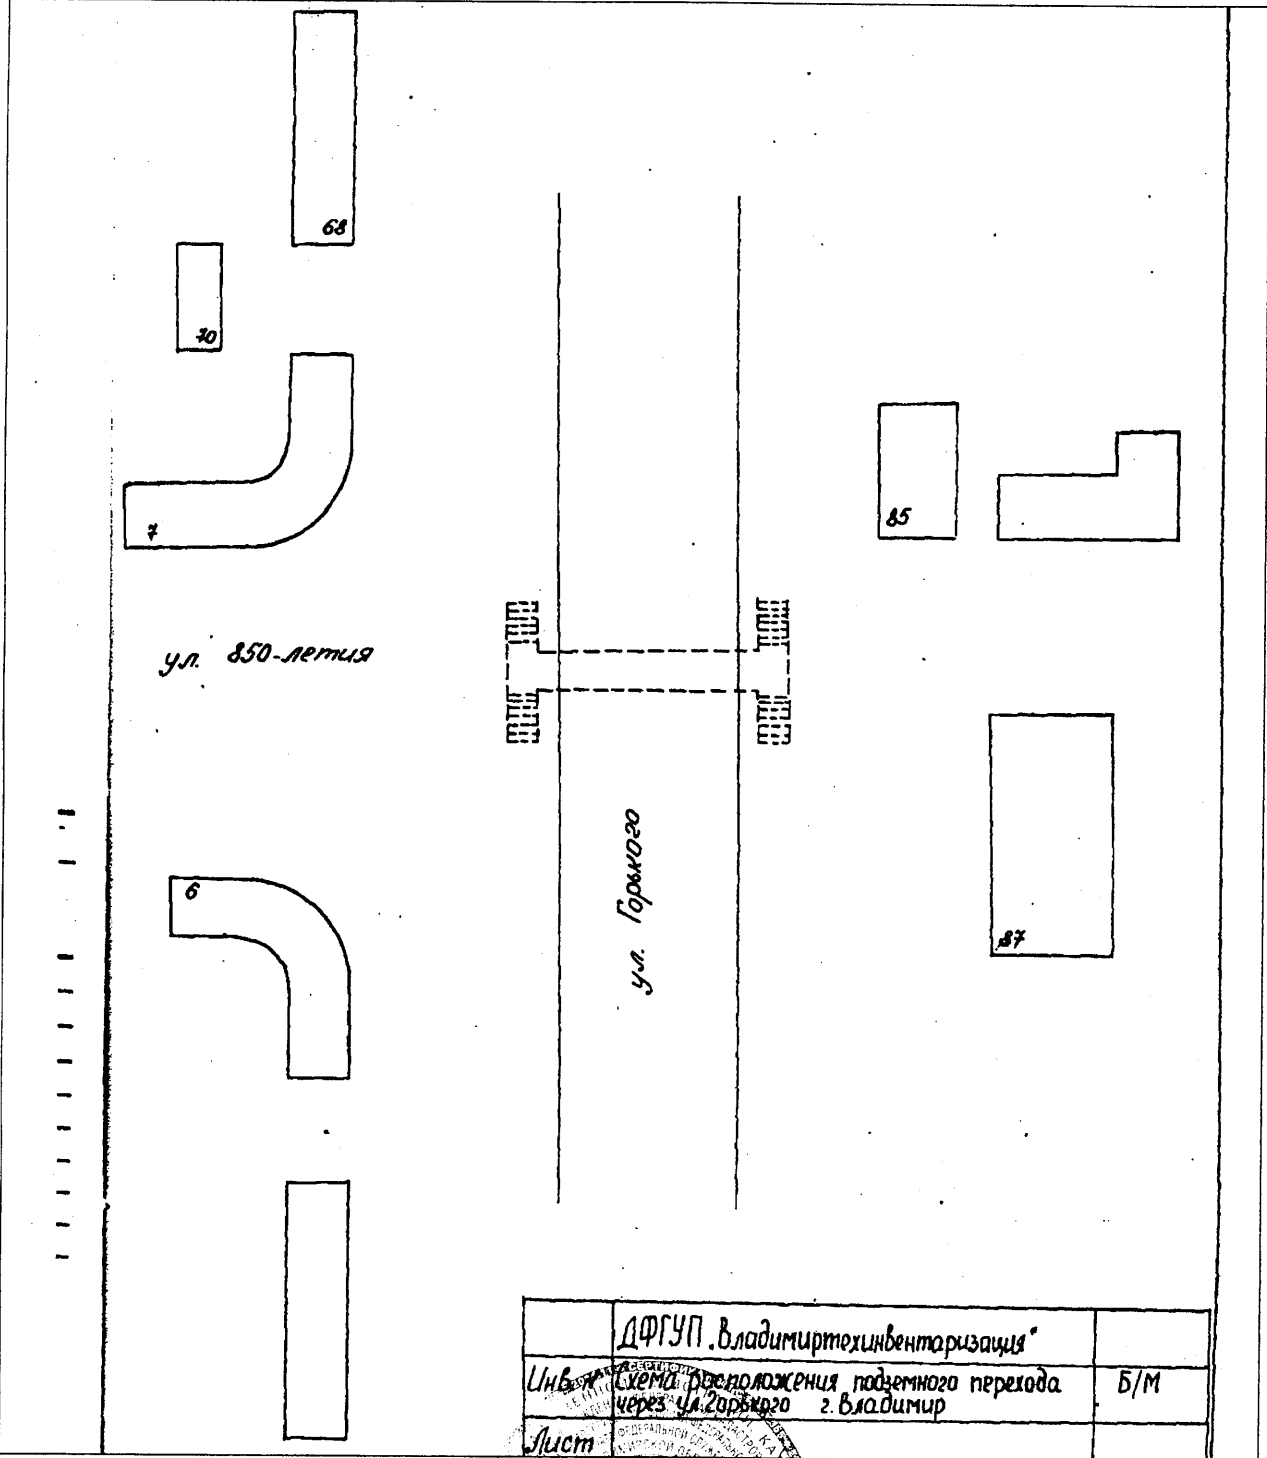 68
70
7
85
ул. 850-летия
ул. Горького
6
87
ДФГУП „Владимиртехинвентаризация"
Инв. №
Схема расположения подземного перехода
через ул. Горького г. Владимир
Б/М
Лист